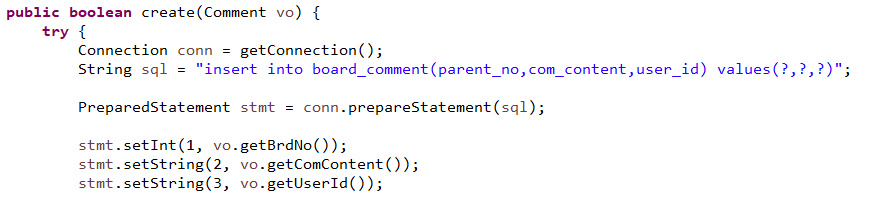 public boolean create(Comment vo) {
try {
Connection conn = getConnection();
String sql = "insert into board_comment(parent_no,com_content,user_id) values(?,?,?)";
PreparedStatement stmt = conn.prepareStatement(sql);
stmt.setInt(1, vo.getBrdNo());
stmt.setString(2, vo.getComContent());
stmt.setString(3, vo.getUserId());